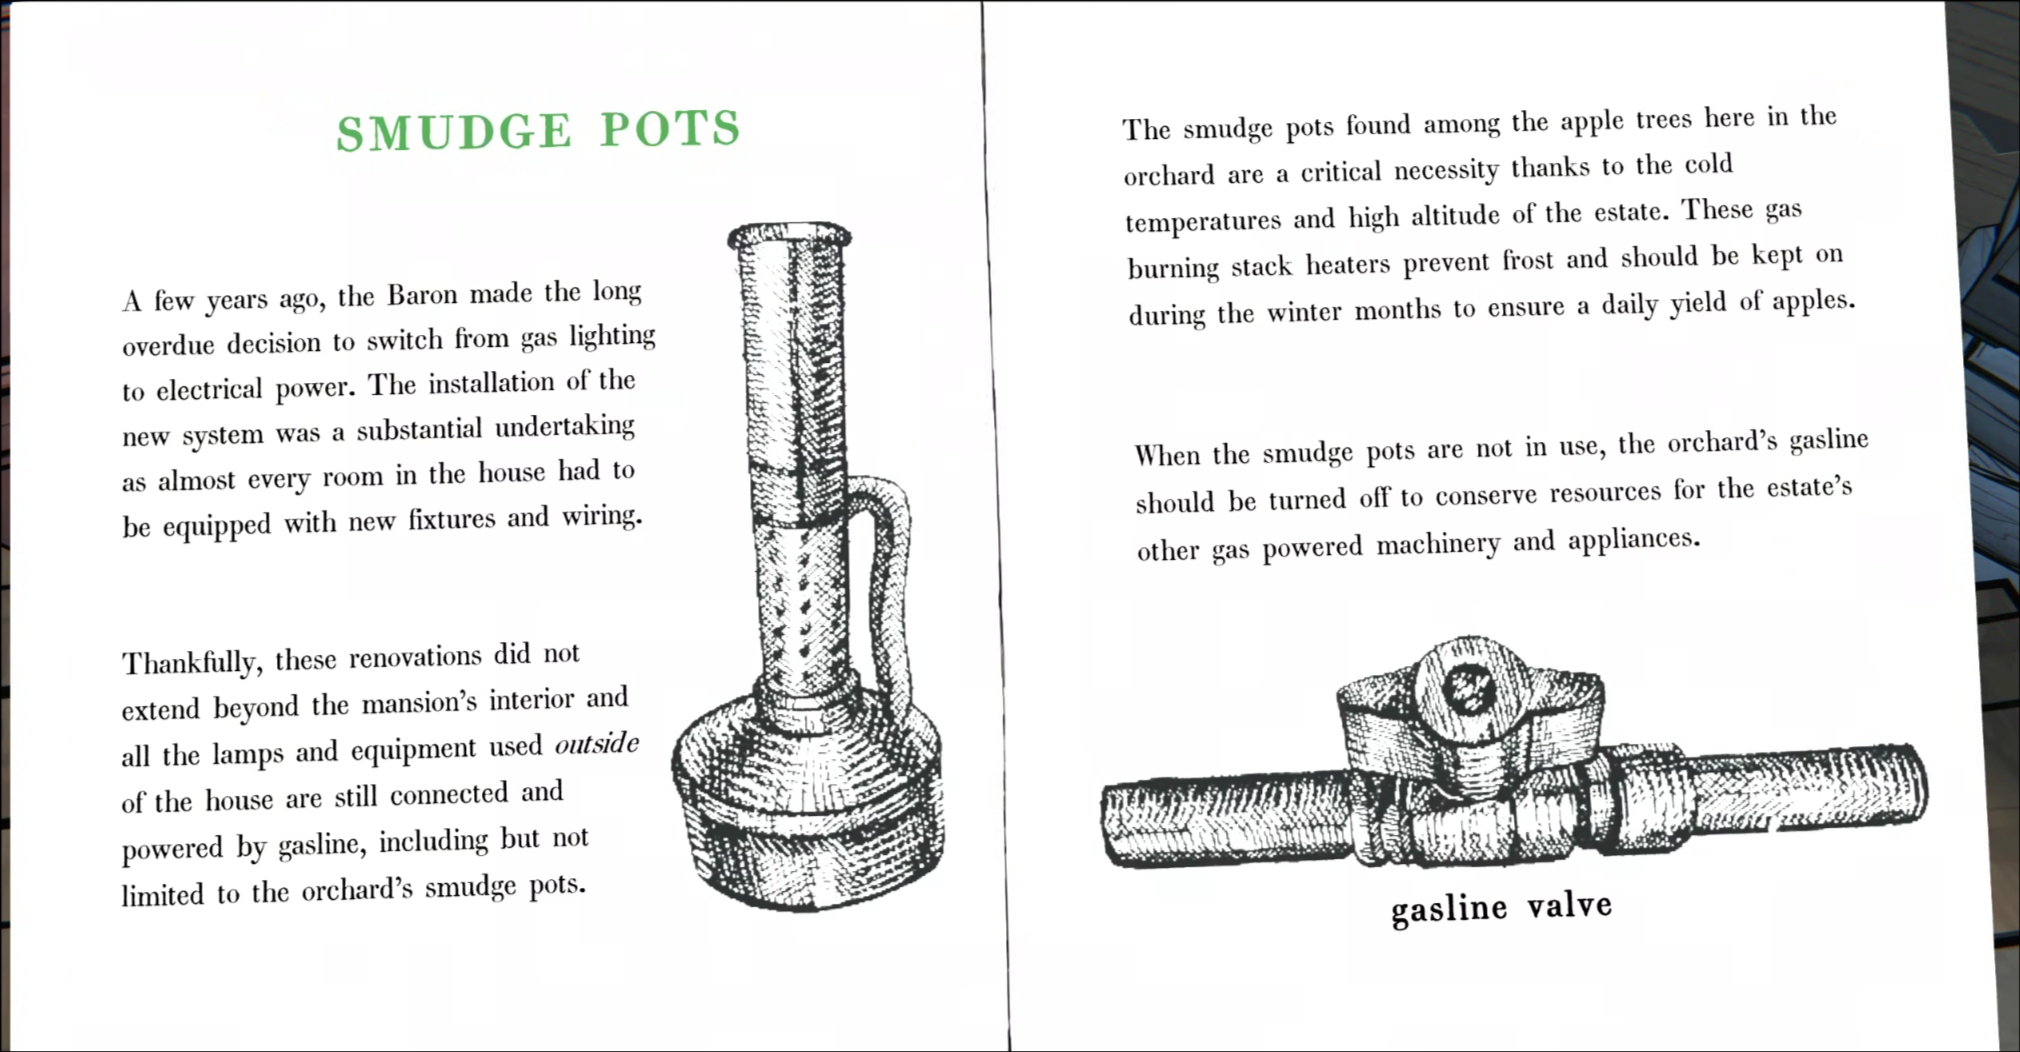 SMUDGE POTS
A few years ago, the Baron made the long
overdue decision to switch from gas lighting
to electrical power. The installation of the
new system was a substantial undertaking
as almost every room in the house had to
be equipped with new fixtures and wiring.
Thankfully, these renovations did not
extend beyond the mansion's interior and
all the lamps and equipment used outside
of the house are still connected and
powered by gasline, including but not
limited to the orchard's smudge pots.
The smudge pots found among the apple trees here in the
orchard are a critical necessity thanks to the cold
temperatures and high altitude of the estate. These gas
burning stack heaters prevent frost and should be kept on
during the winter months to ensure a daily yield of apples.
When the smudge pots are not in use, the orchard's gasline
should be turned off to conserve resources for the estate's
other gas powered machinery and appliances.
gasline valve